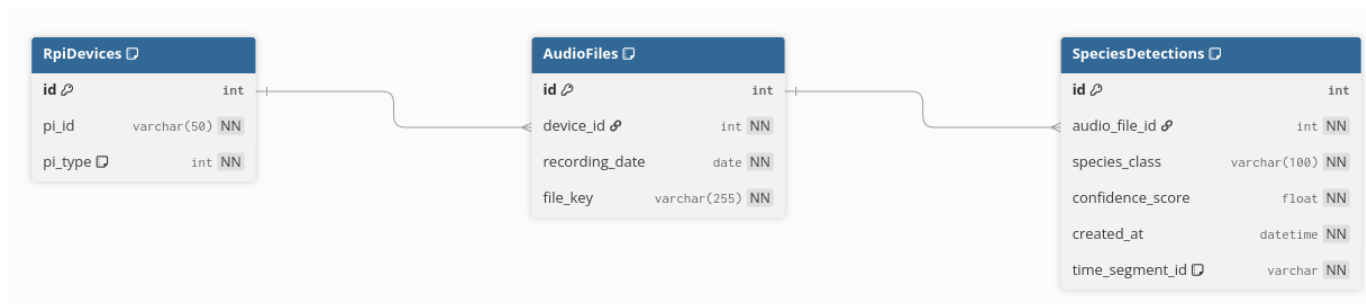 RpiDevices
id int
pi_id varchar(50) NN
pi_type int NN
AudioFiles
id int
device_id int NN
recording_date date NN
file_key varchar(255) NN
SpeciesDetections
id int
audio_file_id int NN
species_class varchar(100) NN
confidence_score float NN
created_at datetime NN
time_segment_id varchar NN